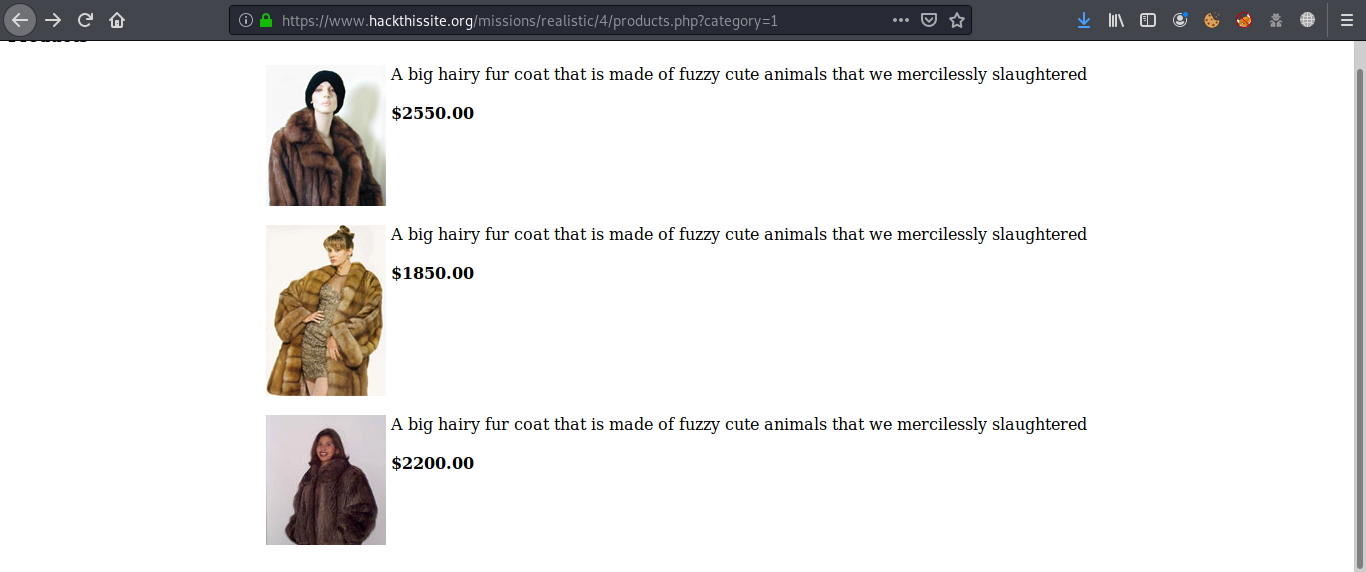 https://www.hackthissite.org/missions/realistic/4/products.php?category=1
A big hairy fur coat that is made of fuzzy cute animals that we mercilessly slaughtered
$2550.00
A big hairy fur coat that is made of fuzzy cute animals that we mercilessly slaughtered
$1850.00
A big hairy fur coat that is made of fuzzy cute animals that we mercilessly slaughtered
$2200.00